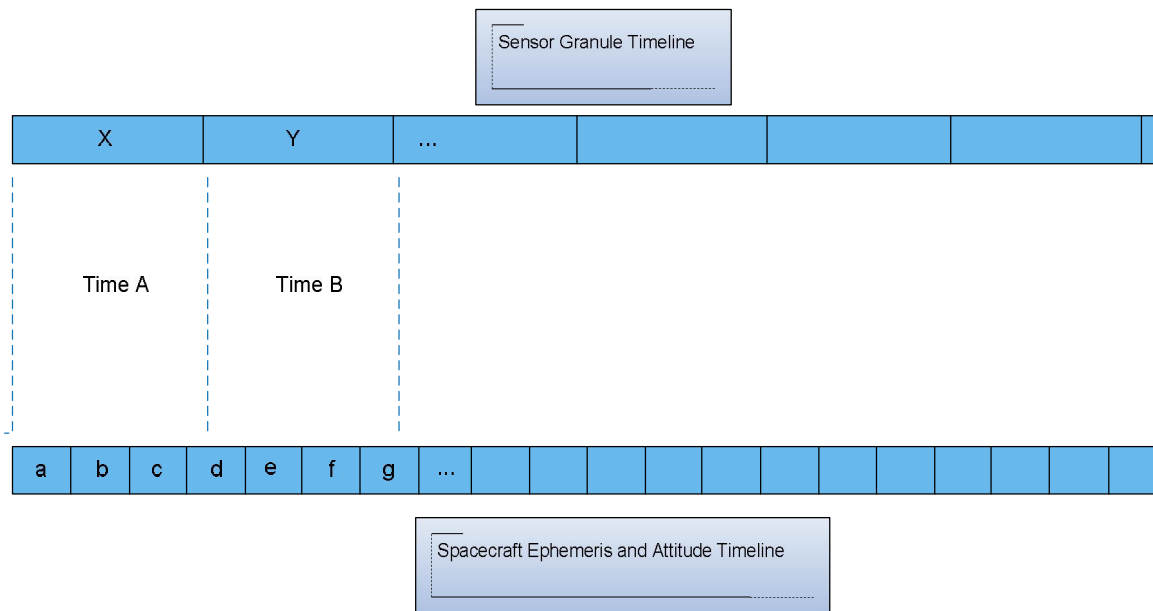 Sensor Granule Timeline
X Y ...
Time A Time B
a b c d e f g ...
Spacecraft Ephemeris and Attitude Timeline